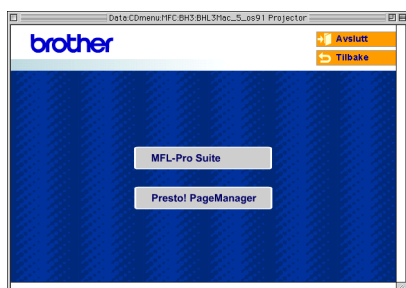 Data:CDmenu:MFC:BH3:BHL3Mac_5_os91 Projector
brother
Avslutt
Tilbake
MFL-Pro Suite
Presto! PageManager